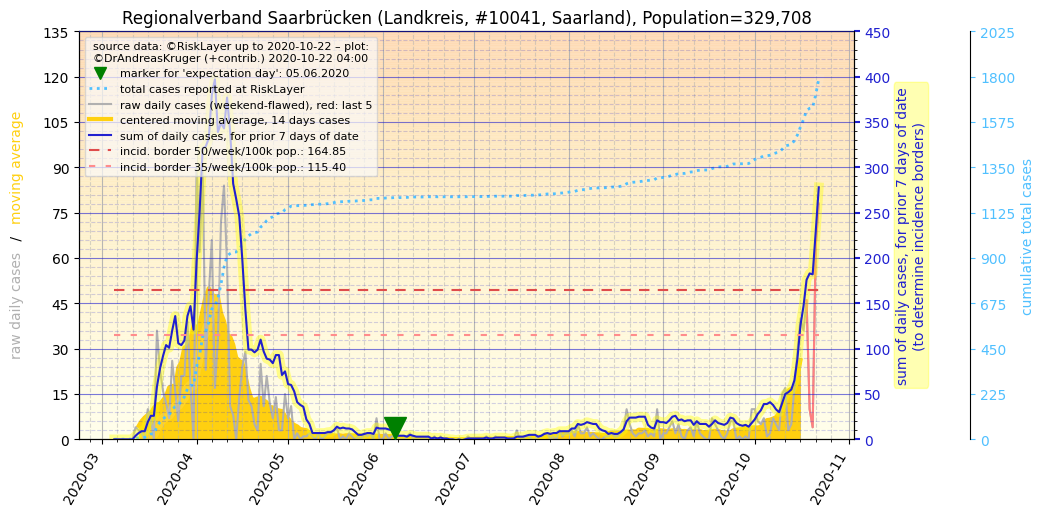 Regionalverband Saarbrücken (Landkreis, #10041, Saarland), Population=329,708
source data: ©RiskLayer up to 2020-10-22 – plot:
©DrAndreasKruger (+contrib.) 2020-10-22 04:00
marker for 'expectation day': 05.06.2020
total cases reported at RiskLayer
raw daily cases (weekend-flawed), red: last 5
centered moving average, 14 days cases
sum of daily cases, for prior 7 days of date
incid. border 50/week/100k pop.: 164.85
incid. border 35/week/100k pop.: 115.40
raw daily cases / moving average
135
120
105
90
75
60
45
30
15
0
2020-03
2020-04
2020-05
2020-06
2020-07
2020-08
2020-09
2020-10
2020-11
450
400
350
300
250
200
150
100
50
0
sum of daily cases, for prior 7 days of date
(to determine incidence borders)
2025
1800
1575
1350
1125
900
675
450
225
0
cumulative total cases